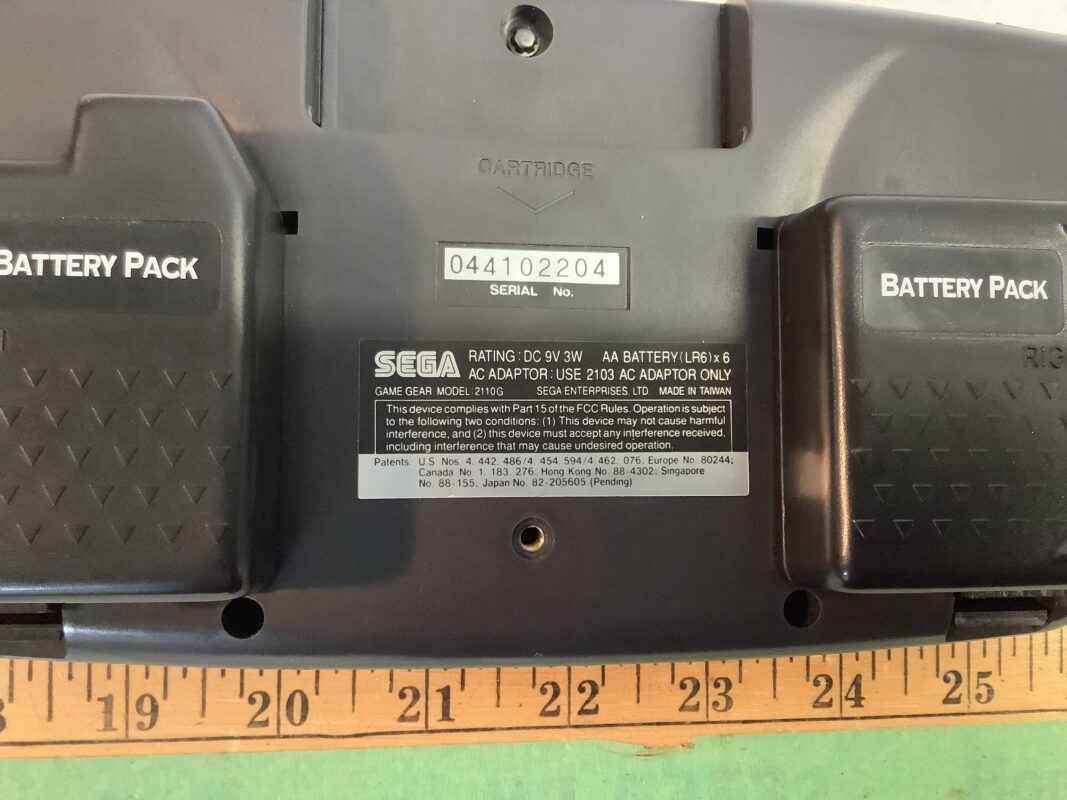 CARTRIDGE
BATTERY PACK
044102204
SERIAL No.
BATTERY PACK
SEGA
RATING : DC 9V 3W AA BATTERY (LR6) x 6
AC ADAPTOR : USE 2103 AC ADAPTOR ONLY
GAME GEAR MODEL: 2110G SEGA ENTERPRISES, LTD MADE IN TAIWAN
This device complies with Part 15 of the FCC Rules. Operation is subject
to the following two conditions: (1) This device may not cause harmful
interference, and (2) this device must accept any interference received,
including interference that may cause undesired operation.
Patents: U.S. Nos. 4. 442. 486/4. 454. 594/4. 462. 076. Europe No. 80244;
Canada No. 1. 183. 276. Hong Kong No. 88-4302; Singapore
No. 88-155. Japan No. 82-205605 (Pending)
19 20 21 22 23 24 25